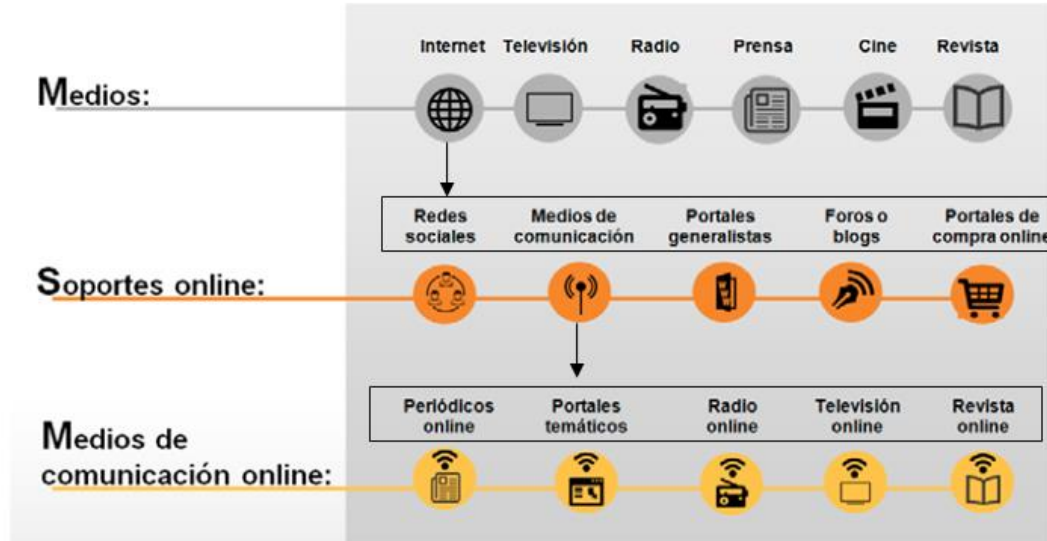 Internet Televisión Radio Prensa Cine Revista
Medios:
Redes sociales
Medios de comunicación
Portales generalistas
Foros o blogs
Portales de compra online
Soportes online:
Periódicos online
Portales temáticos
Radio online
Televisión online
Revista online
Medios de
comunicación online: